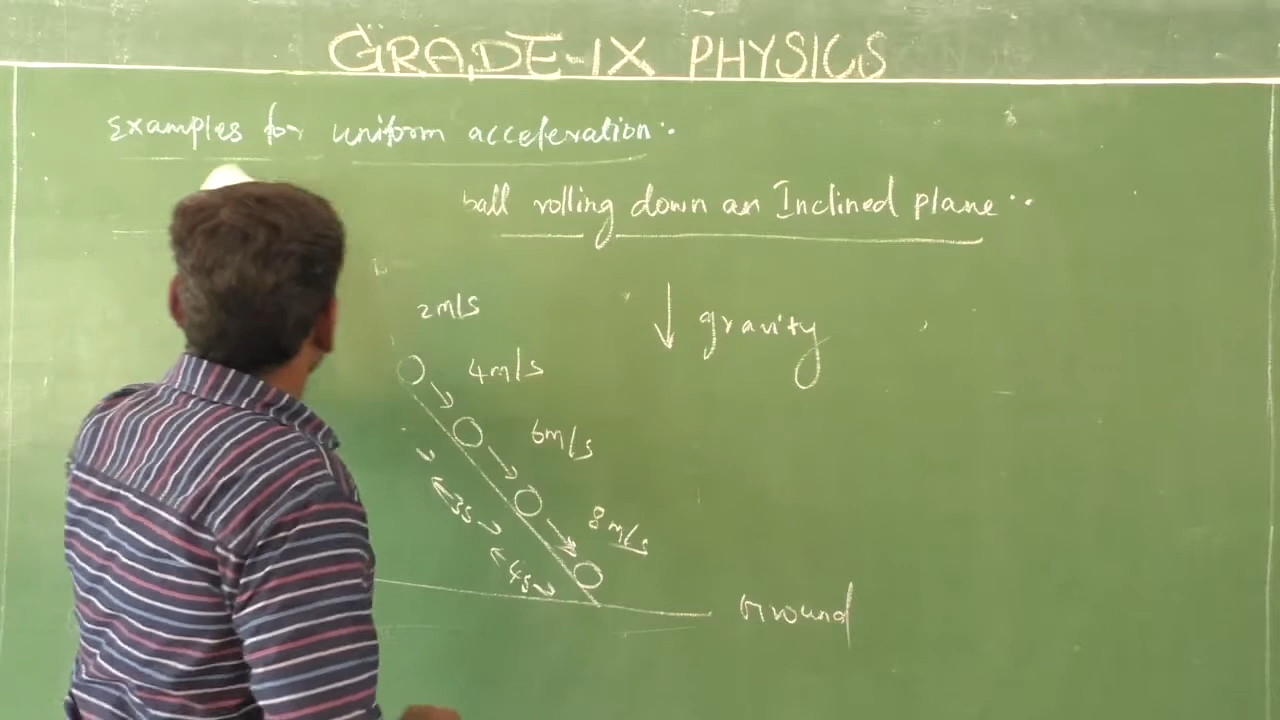 GRADE-IX PHYSICS
Examples for uniform acceleration:
ball rolling down an Inclined plane:
2m/s
gravity
4m/s
6m/s
3s
8m/s
4s
Ground